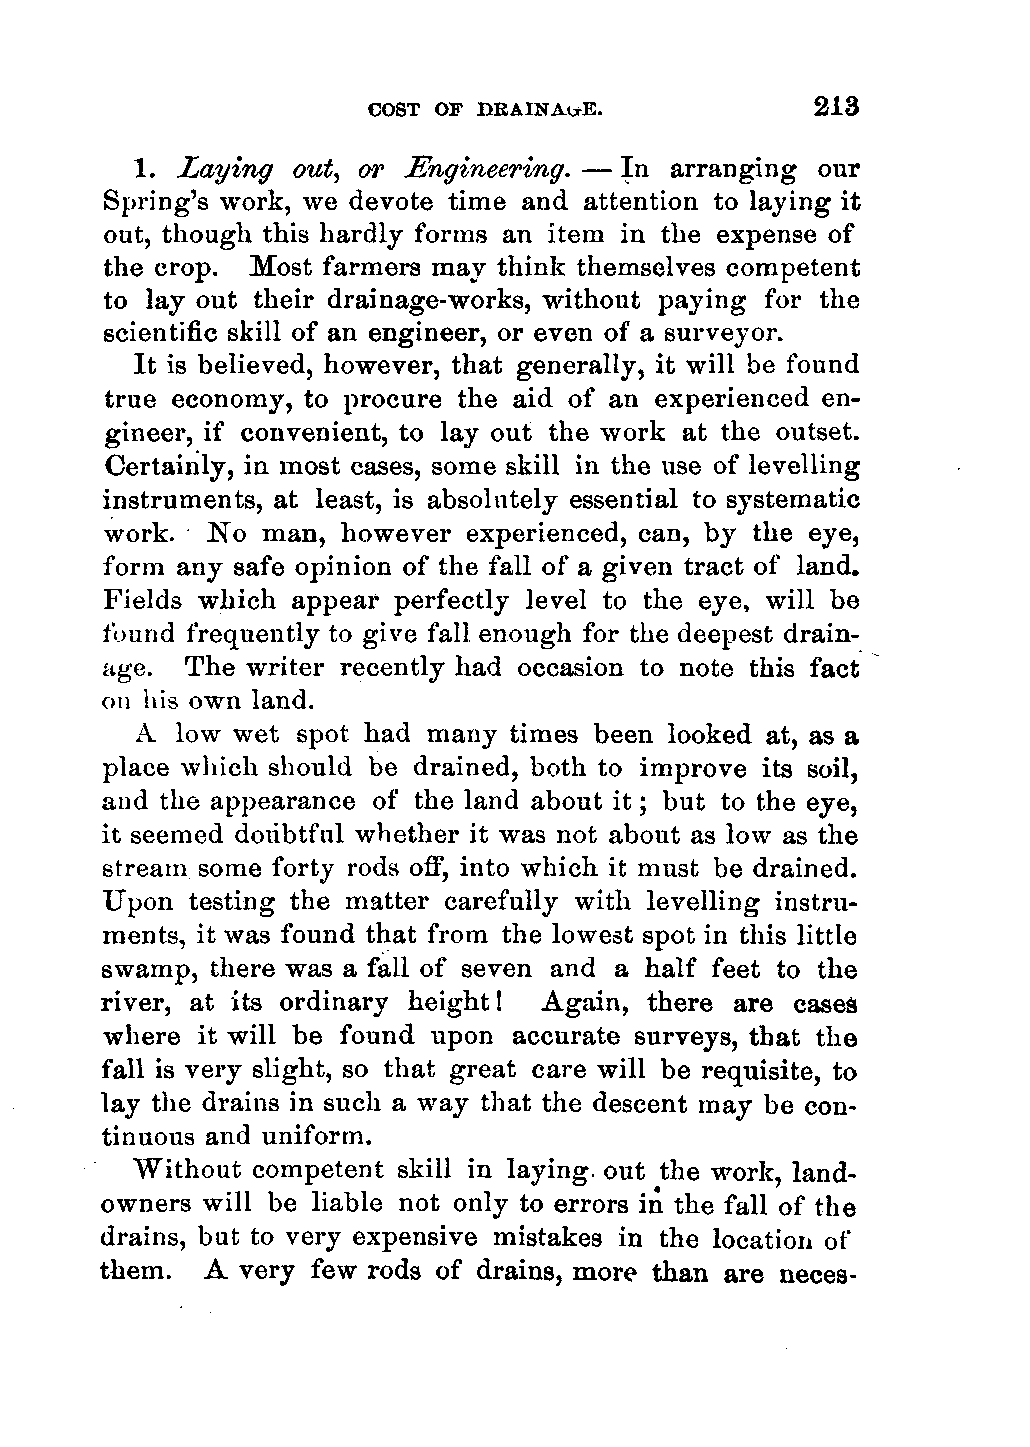 COST OF DRAINAGE. 213
1. Laying out, or Engineering. — In arranging our
Spring's work, we devote time and attention to laying it
out, though this hardly forms an item in the expense of
the crop. Most farmers may think themselves competent
to lay out their drainage-works, without paying for the
scientific skill of an engineer, or even of a surveyor.
It is believed, however, that generally, it will be found
true economy, to procure the aid of an experienced en-
gineer, if convenient, to lay out the work at the outset.
Certainly, in most cases, some skill in the use of levelling
instruments, at least, is absolutely essential to systematic
work. No man, however experienced, can, by the eye,
form any safe opinion of the fall of a given tract of land.
Fields which appear perfectly level to the eye, will be
found frequently to give fall enough for the deepest drain-
age. The writer recently had occasion to note this fact
on his own land.
A low wet spot had many times been looked at, as a
place which should be drained, both to improve its soil,
and the appearance of the land about it; but to the eye,
it seemed doubtful whether it was not about as low as the
stream some forty rods off, into which it must be drained.
Upon testing the matter carefully with levelling instru-
ments, it was found that from the lowest spot in this little
swamp, there was a fall of seven and a half feet to the
river, at its ordinary height! Again, there are cases
where it will be found upon accurate surveys, that the
fall is very slight, so that great care will be requisite, to
lay the drains in such a way that the descent may be con-
tinuous and uniform.
Without competent skill in laying out the work, land-
owners will be liable not only to errors in the fall of the
drains, but to very expensive mistakes in the location of
them. A very few rods of drains, more than are neces-